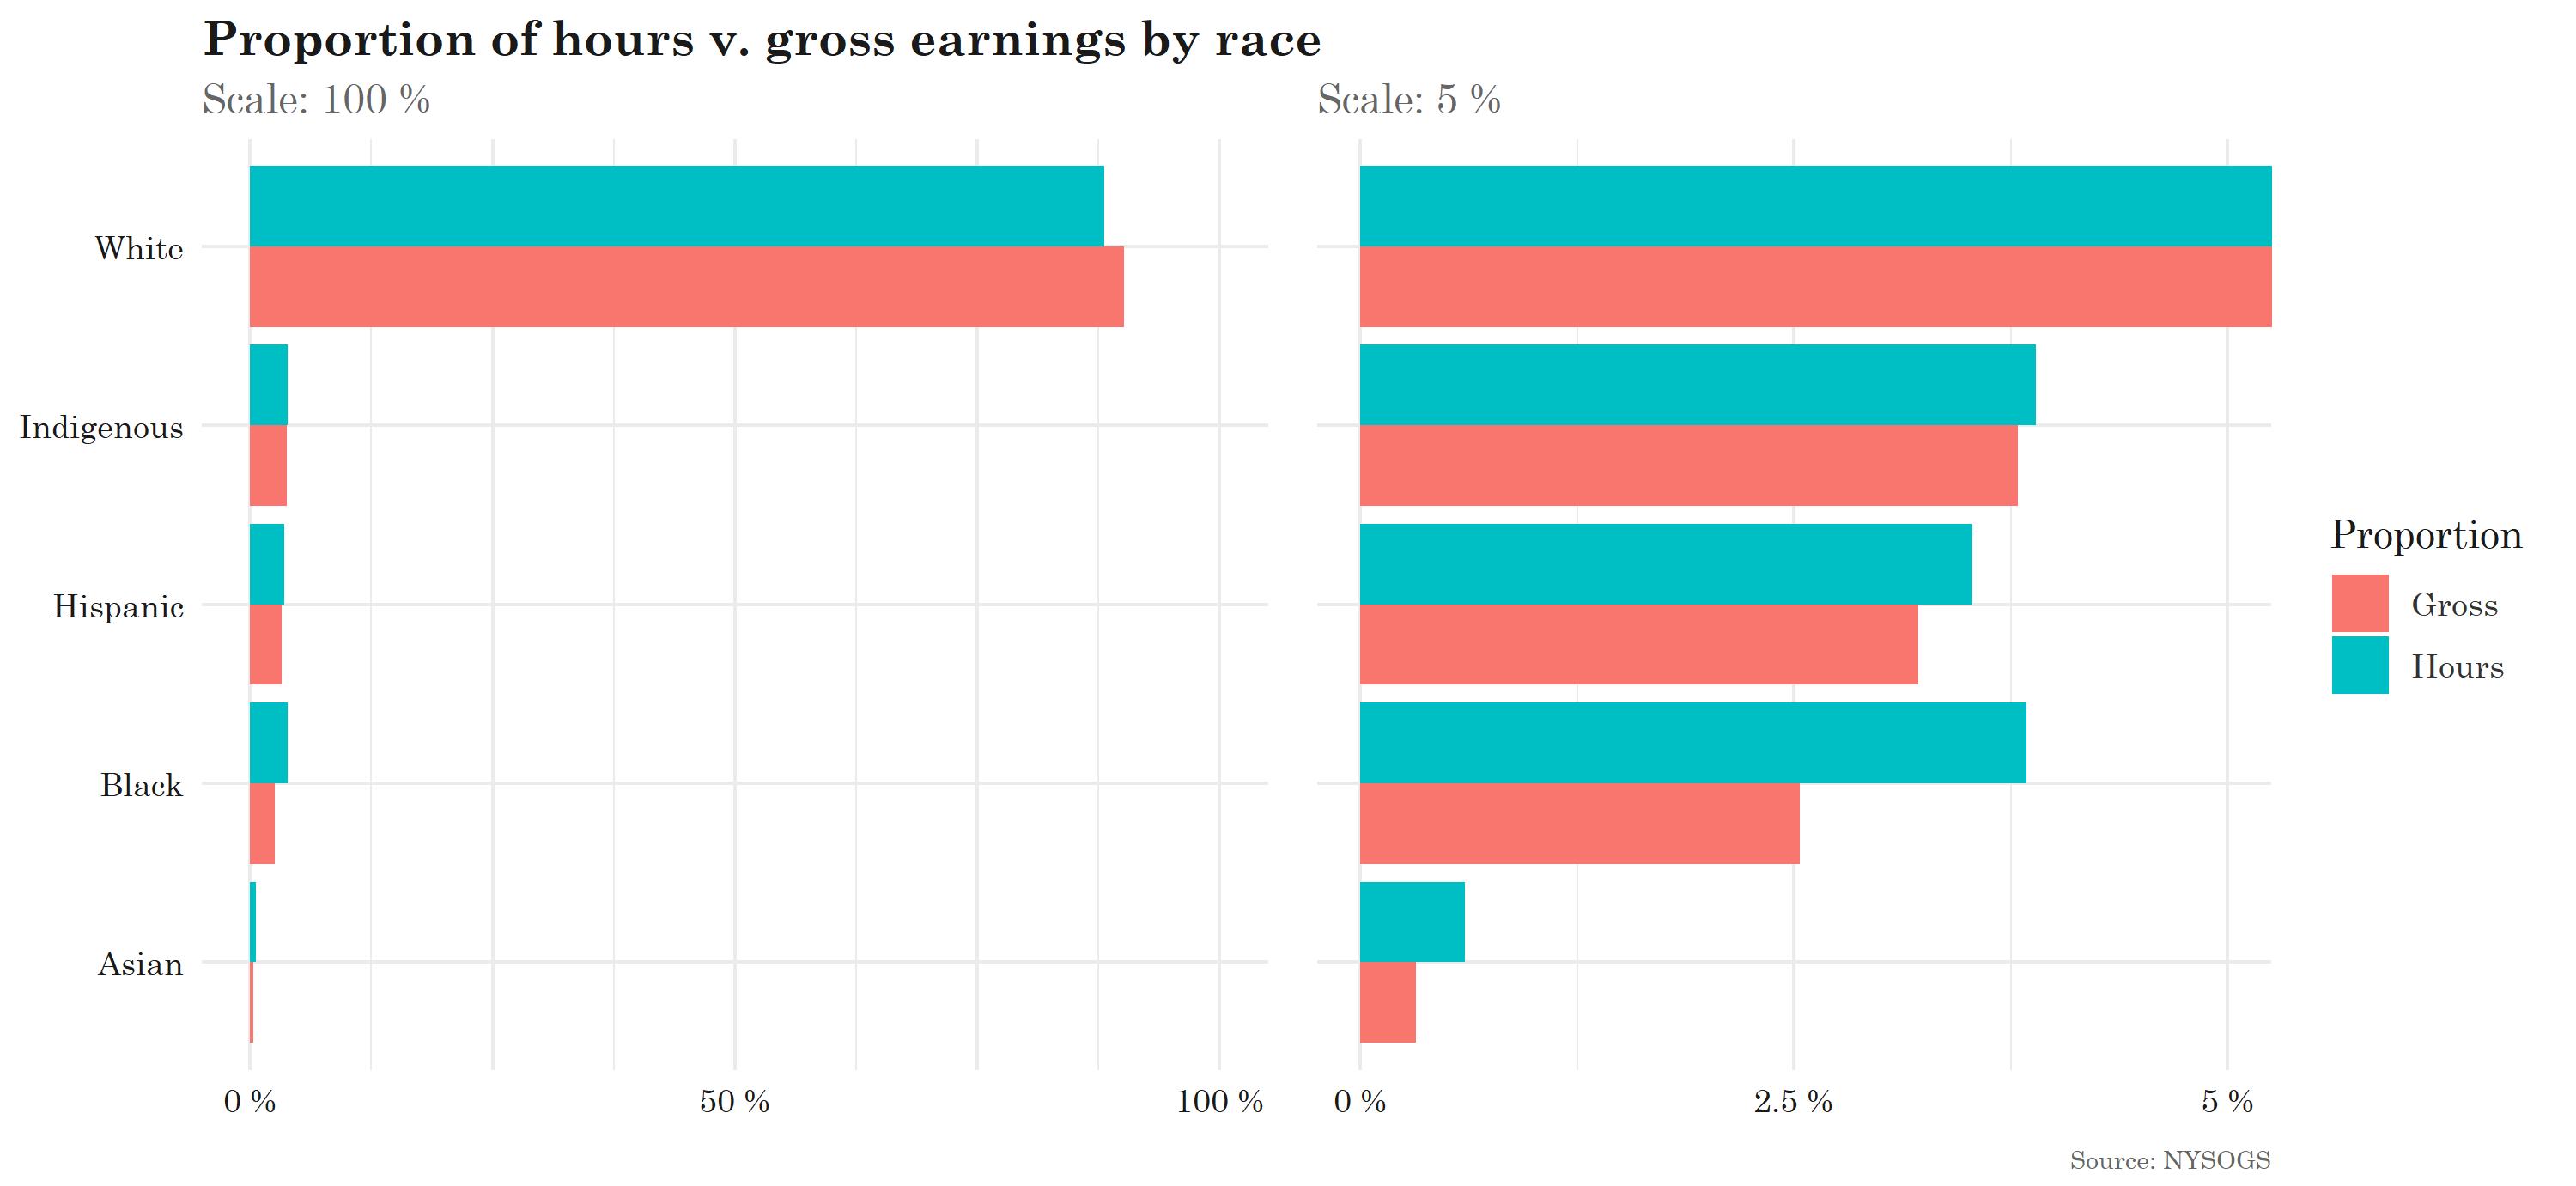 Proportion of hours v. gross earnings by race
Scale: 100 %
Scale: 5 %
White
Indigenous
Hispanic
Black
Asian
0 %
50 %
100 %
0 %
2.5 %
5 %
Proportion
Gross
Hours
Source: NYSOGS